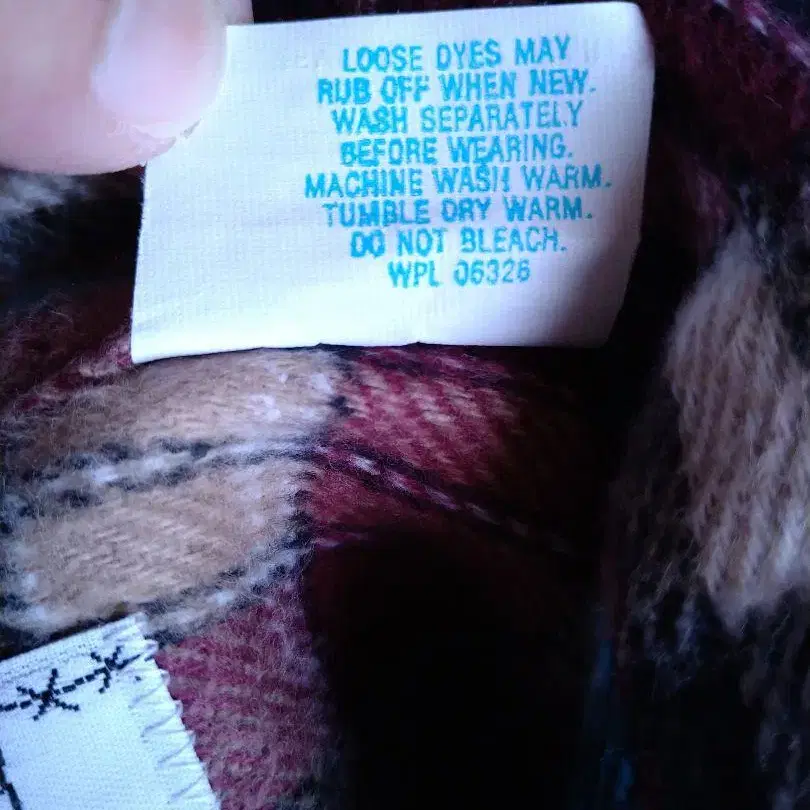 LOOSE DYES MAY
RUB OFF WHEN NEW.
WASH SEPARATELY
BEFORE WEARING.
MACHINE WASH WARM.
TUMBLE DRY WARM.
DO NOT BLEACH.
WPL 06326